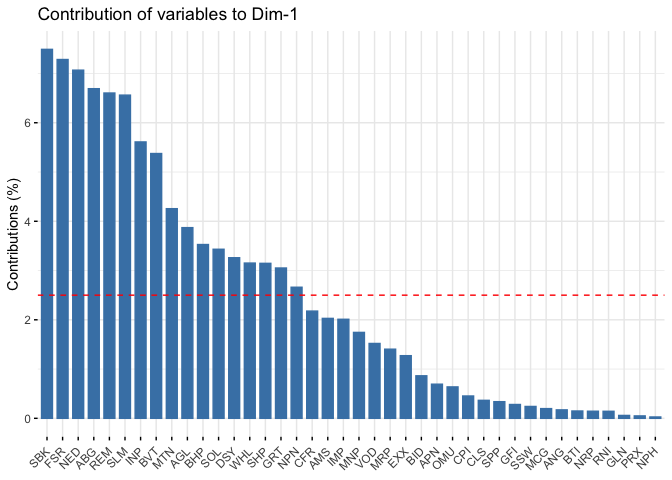 Contribution of variables to Dim-1
Contributions (%)
6
4
2
0
SBK FSR NED ABG REM SLM INP BVT MTN AGL BHP SOL DSY WHL SHP GRT NPN CFR AMS IMP MNP VOD MRP EXX BID APN OMU CPI CLS SPP GFI SSW MCG ANG BTI NRP RNI GLN PRX NPH